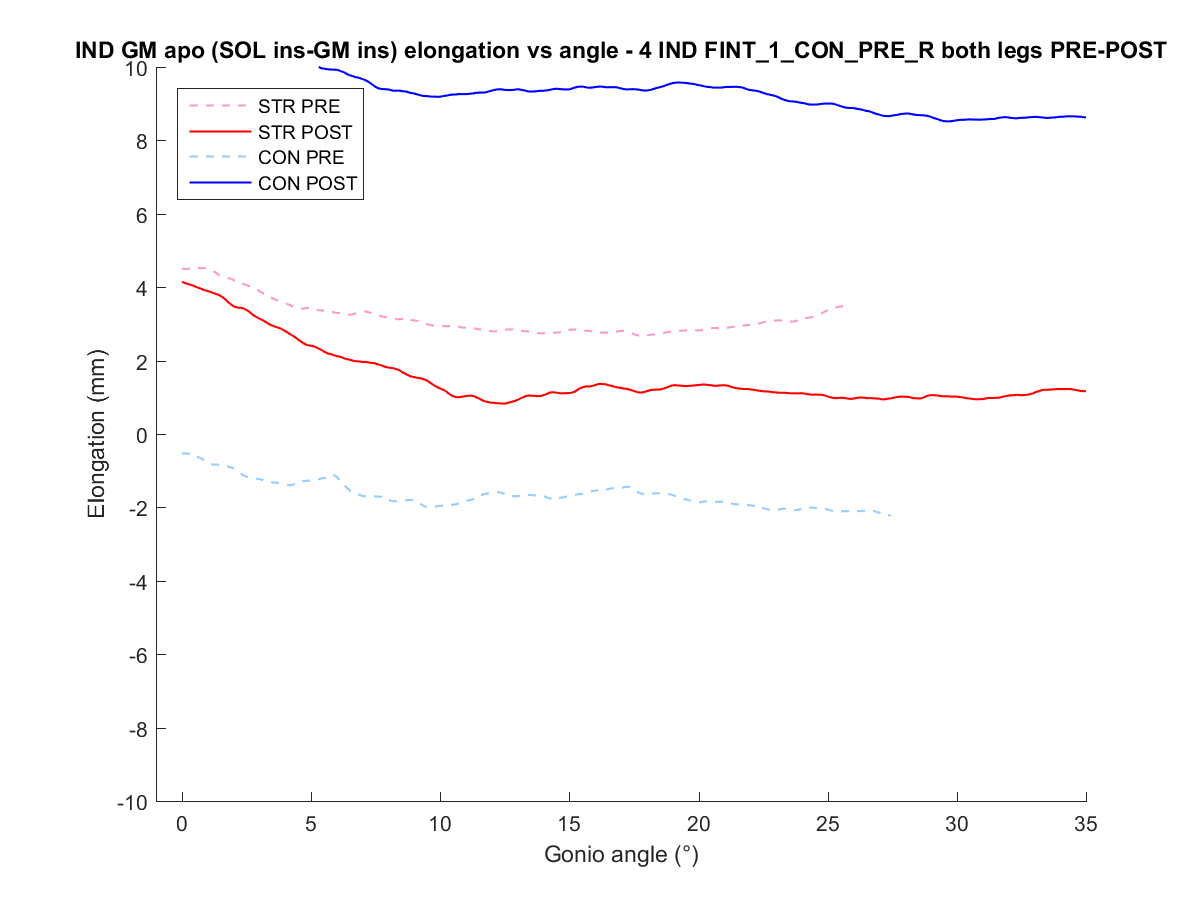 IND GM apo (SOL ins-GM ins) elongation vs angle - 4 IND FINT_1_CON_PRE_R both legs PRE-POST
STR PRE
STR POST
CON PRE
CON POST
Elongation (mm)
10
8
6
4
2
0
-2
-4
-6
-8
-10
0 5 10 15 20 25 30 35
Gonio angle (°)